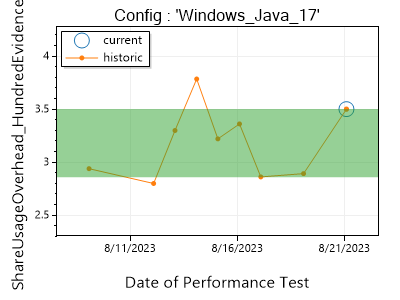 Config : 'Windows_Java_17'
current
historic
4
3.5
3
2.5
ShareUsageOverhead_HundredEvidence
8/11/2023
8/16/2023
8/21/2023
Date of Performance Test